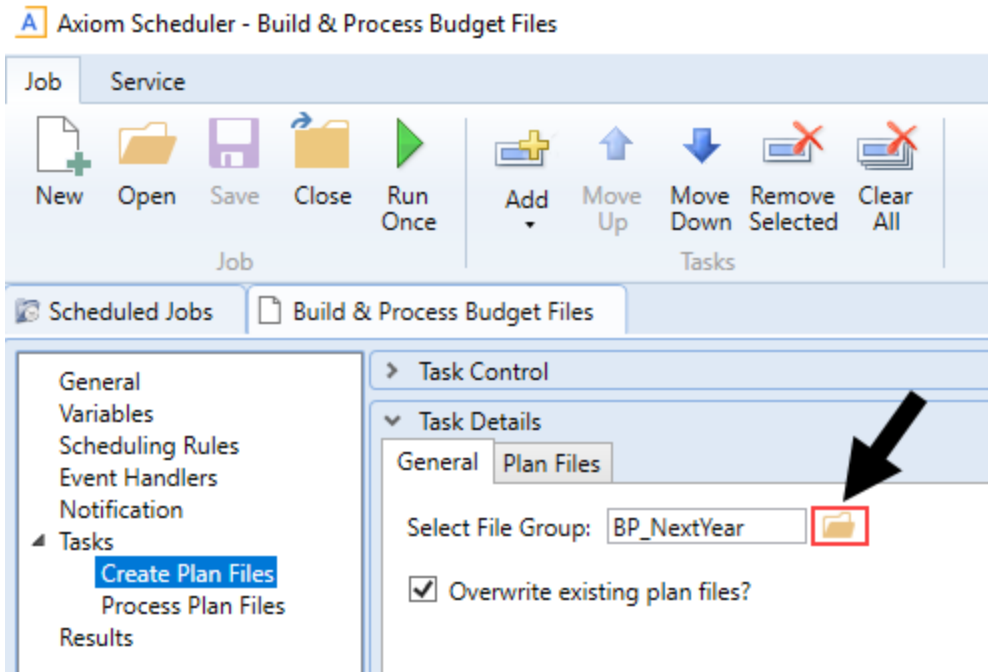 A Axiom Scheduler - Build & Process Budget Files
Job Service
New Open Save Close Run Once Add Move Up Move Down Remove Selected Clear All
Job Tasks
Scheduled Jobs Build & Process Budget Files
General
Variables
Scheduling Rules
Event Handlers
Notification
Tasks
Create Plan Files
Process Plan Files
Results
Task Control
Task Details
General Plan Files
Select File Group: BP_NextYear
Overwrite existing plan files?